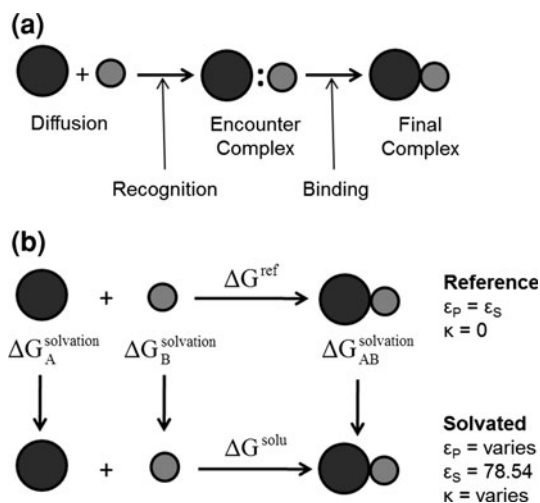 (a)
+
:
Diffusion
Encounter Complex
Final Complex
Recognition
Binding
(b)
+
ΔG^ref
Reference
ε_P = ε_S
κ = 0
ΔG_A^solvation
ΔG_B^solvation
ΔG_AB^solvation
+
ΔG^solu
Solvated
ε_P = varies
ε_S = 78.54
κ = varies